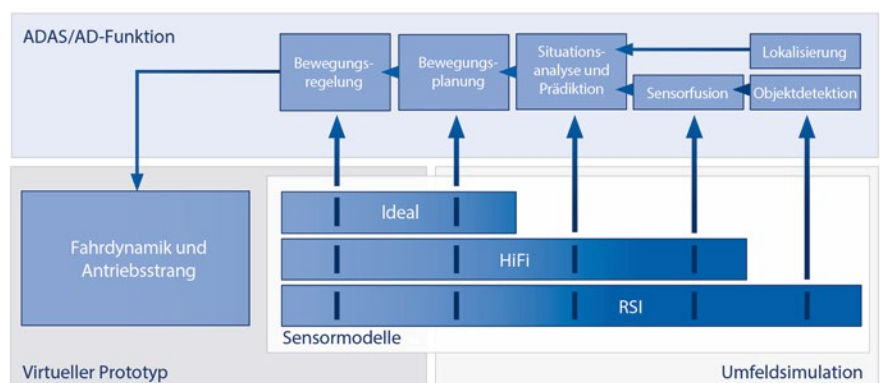 ADAS/AD-Funktion
Bewegungs-
regelung
Bewegungs-
planung
Situations-
analyse und
Prädiktion
Sensorfusion
Lokalisierung
Objektdetektion
Fahrdynamik und
Antriebsstrang
Ideal
HiFi
RSI
Sensormodelle
Virtueller Prototyp
Umfeldsimulation